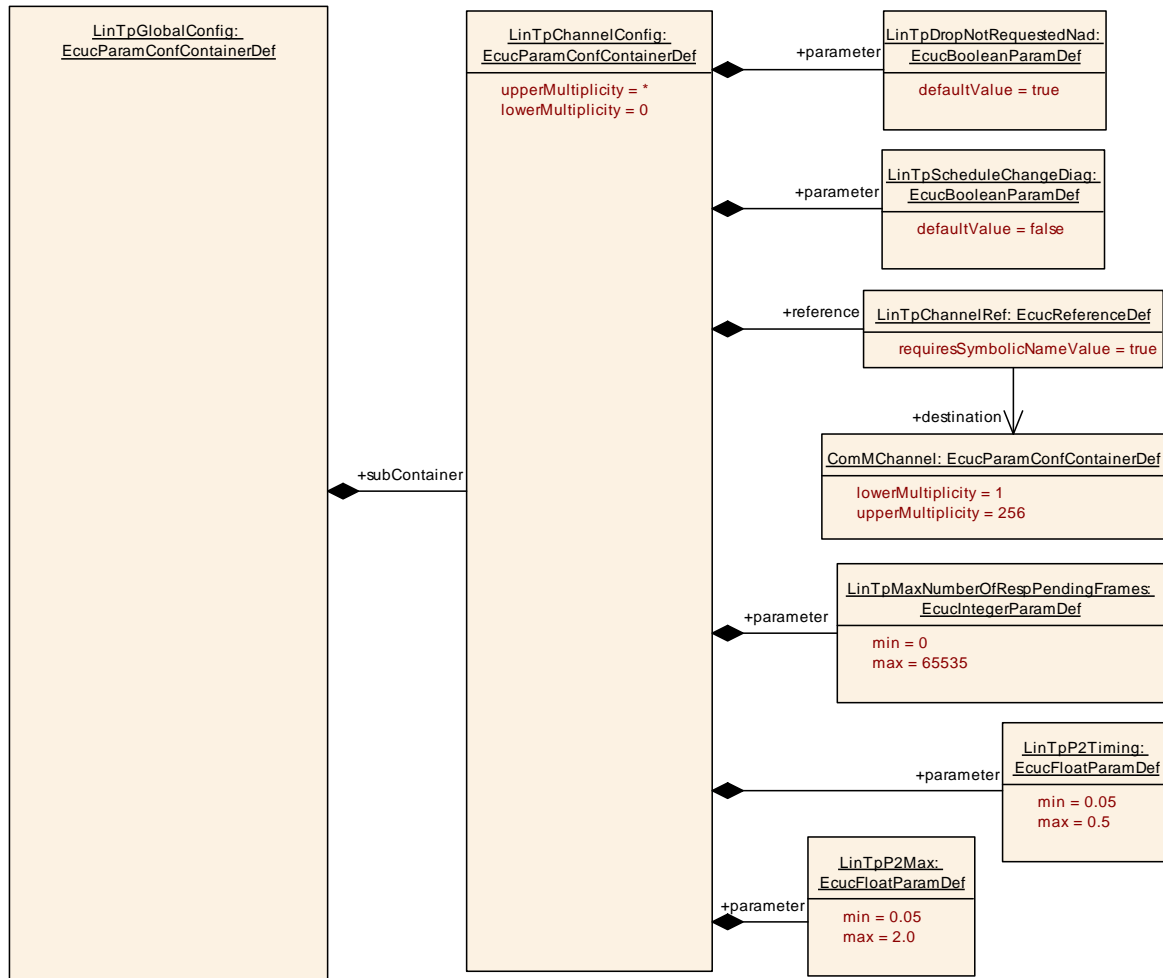 LinTpGlobalConfig:
EcucParamConfContainerDef
+subContainer
LinTpChannelConfig:
EcucParamConfContainerDef
upperMultiplicity = *
lowerMultiplicity = 0
+parameter
LinTpDropNotRequestedNad:
EcucBooleanParamDef
defaultValue = true
+parameter
LinTpScheduleChangeDiag:
EcucBooleanParamDef
defaultValue = false
+reference
LinTpChannelRef: EcucReferenceDef
requiresSymbolicNameValue = true
+destination
ComMChannel: EcucParamConfContainerDef
lowerMultiplicity = 1
upperMultiplicity = 256
+parameter
LinTpMaxNumberOfRespPendingFrames:
EcucIntegerParamDef
min = 0
max = 65535
+parameter
LinTpP2Timing:
EcucFloatParamDef
min = 0.05
max = 0.5
+parameter
LinTpP2Max:
EcucFloatParamDef
min = 0.05
max = 2.0